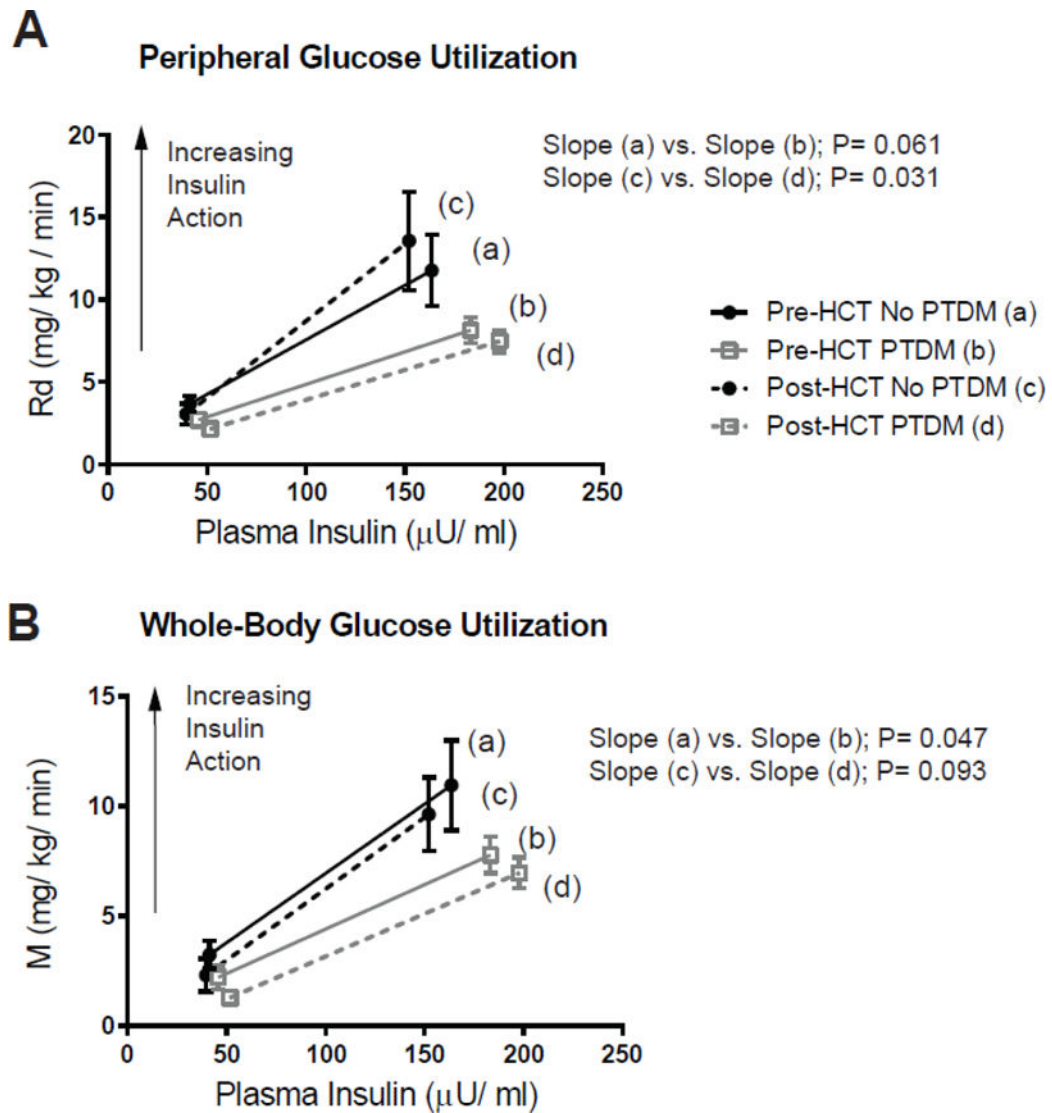 A
Peripheral Glucose Utilization
20
15
10
5
0
Rd (mg/ kg / min)
Increasing
Insulin
Action
Slope (a) vs. Slope (b); P= 0.061
Slope (c) vs. Slope (d); P= 0.031
(c)
(a)
(b)
(d)
Pre-HCT No PTDM (a)
Pre-HCT PTDM (b)
Post-HCT No PTDM (c)
Post-HCT PTDM (d)
0 50 100 150 200 250
Plasma Insulin (μU/ ml)
B
Whole-Body Glucose Utilization
15
10
5
0
M (mg/ kg/ min)
Increasing
Insulin
Action
Slope (a) vs. Slope (b); P= 0.047
Slope (c) vs. Slope (d); P= 0.093
(a)
(c)
(b)
(d)
0 50 100 150 200 250
Plasma Insulin (μU/ ml)